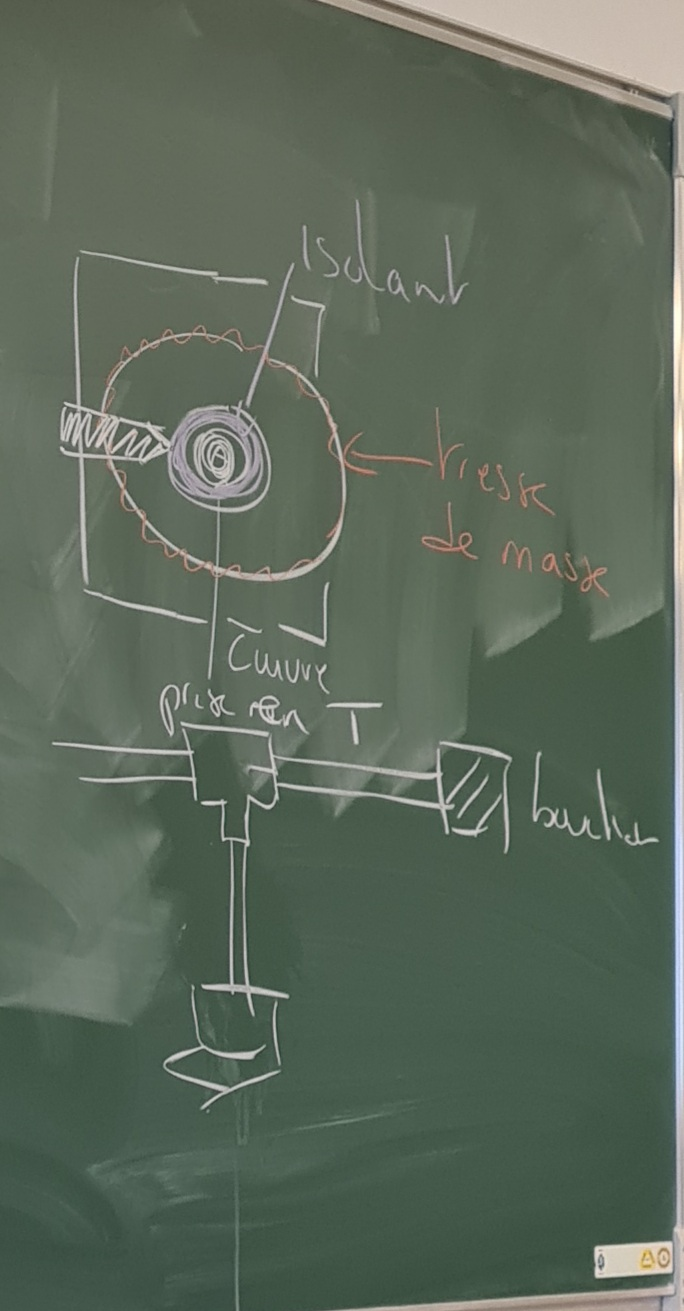 Isolant
tresse
de masse
Cuivre
prise en T
bouchon